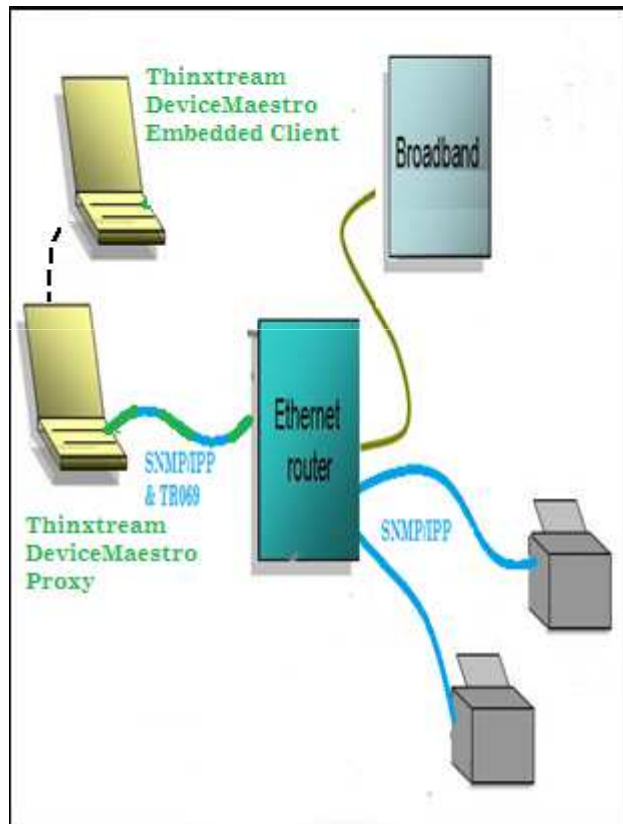 Thinxtream
DeviceMaestro
Embedded Client
Broadband
Ethernet
router
SNMP/IPP
& TR069
SNMP/IPP
Thinxtream
DeviceMaestro
Proxy